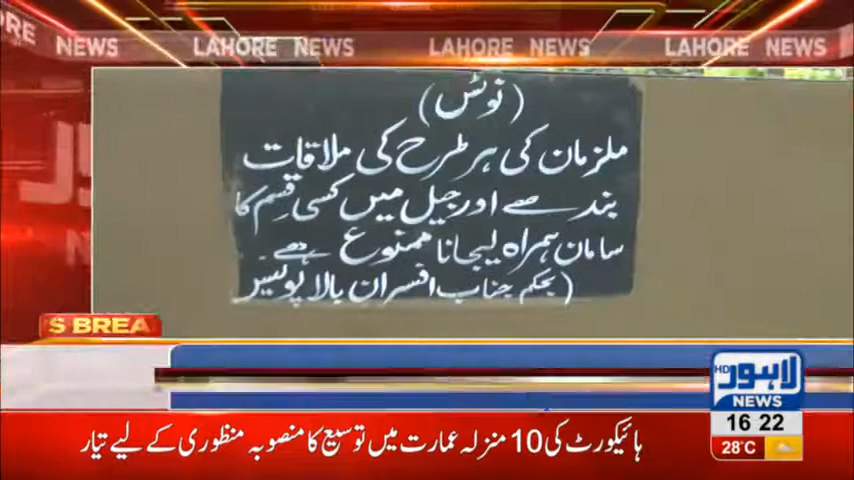 LAHORE NEWS LAHORE NEWS LAHORE NEWS LAHORE NEWS
(نوٹس)
ملزمان کی ہر طرح کی ملاقات
بند ہے اور جیل میں کسی قسم کا
سامان ہمراہ لیجانا ممنوع ہے۔
(بحکم جناب افسران بالا پولیس
S BREA
HD لاہور
NEWS
16 22
28°C
ہائیکورٹ کی 10 منزلہ عمارت میں توسیع کا منصوبہ منظوری کے لیے تیار